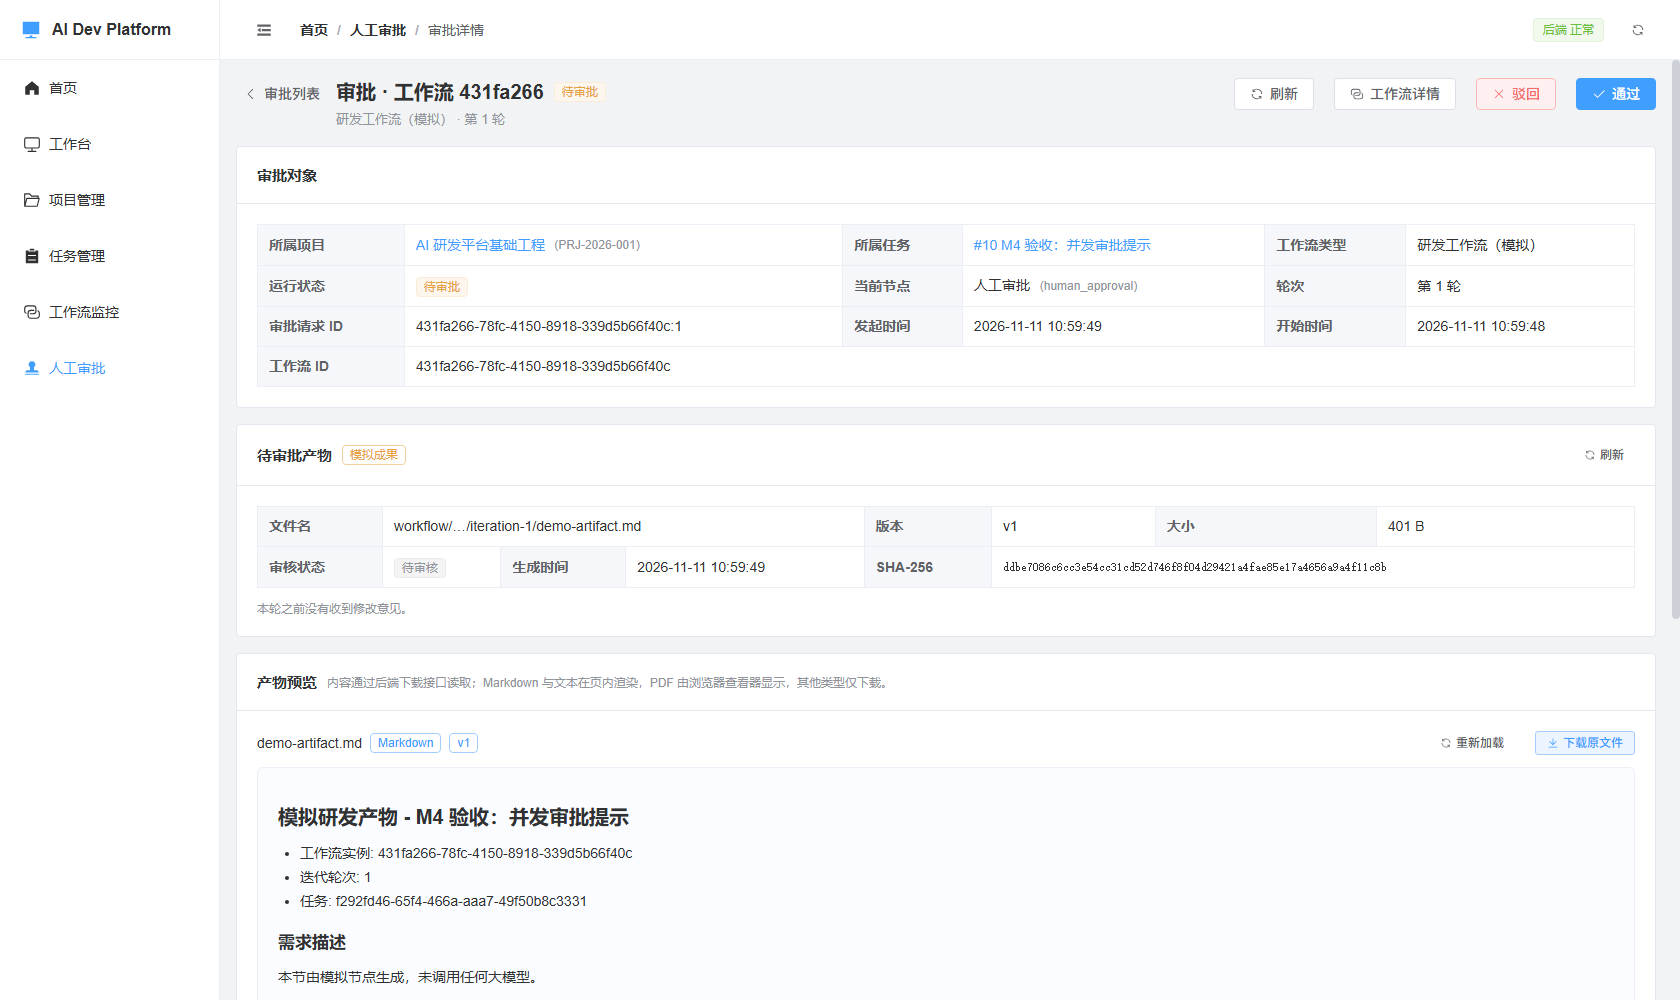 AI Dev Platform
首页 / 人工审批 / 审批详情
后端 正常
首页
工作台
项目管理
任务管理
工作流监控
人工审批
审批列表
审批 · 工作流 431fa266 待审批
研发工作流（模拟） · 第 1 轮
刷新
工作流详情
驳回
通过
审批对象
所属项目 AI 研发平台基础工程 (PRJ-2026-001) 所属任务 #10 M4 验收：并发审批提示 工作流类型 研发工作流（模拟）
运行状态 待审批 当前节点 人工审批 (human_approval) 轮次 第 1 轮
审批请求 ID 431fa266-78fc-4150-8918-339d5b66f40c:1 发起时间 2026-11-11 10:59:49 开始时间 2026-11-11 10:59:48
工作流 ID 431fa266-78fc-4150-8918-339d5b66f40c
待审批产物 模拟成果 刷新
文件名 workflow/…/iteration-1/demo-artifact.md 版本 v1 大小 401 B
审核状态 待审核 生成时间 2026-11-11 10:59:49 SHA-256 ddbe7086c6cc3e54cc31cd52d746f8f04d29421a4fae85e17a4656a9a4f11c8b
本轮之前没有收到修改意见。
产物预览 内容通过后端下载接口读取；Markdown 与文本在页内渲染，PDF 由浏览器查看器显示，其他类型仅下载。
demo-artifact.md Markdown v1 重新加载 下载原文件
模拟研发产物 - M4 验收：并发审批提示
• 工作流实例: 431fa266-78fc-4150-8918-339d5b66f40c
• 迭代轮次: 1
• 任务: f292fd46-65f4-466a-aaa7-49f50b8c3331
需求描述
本节由模拟节点生成，未调用任何大模型。